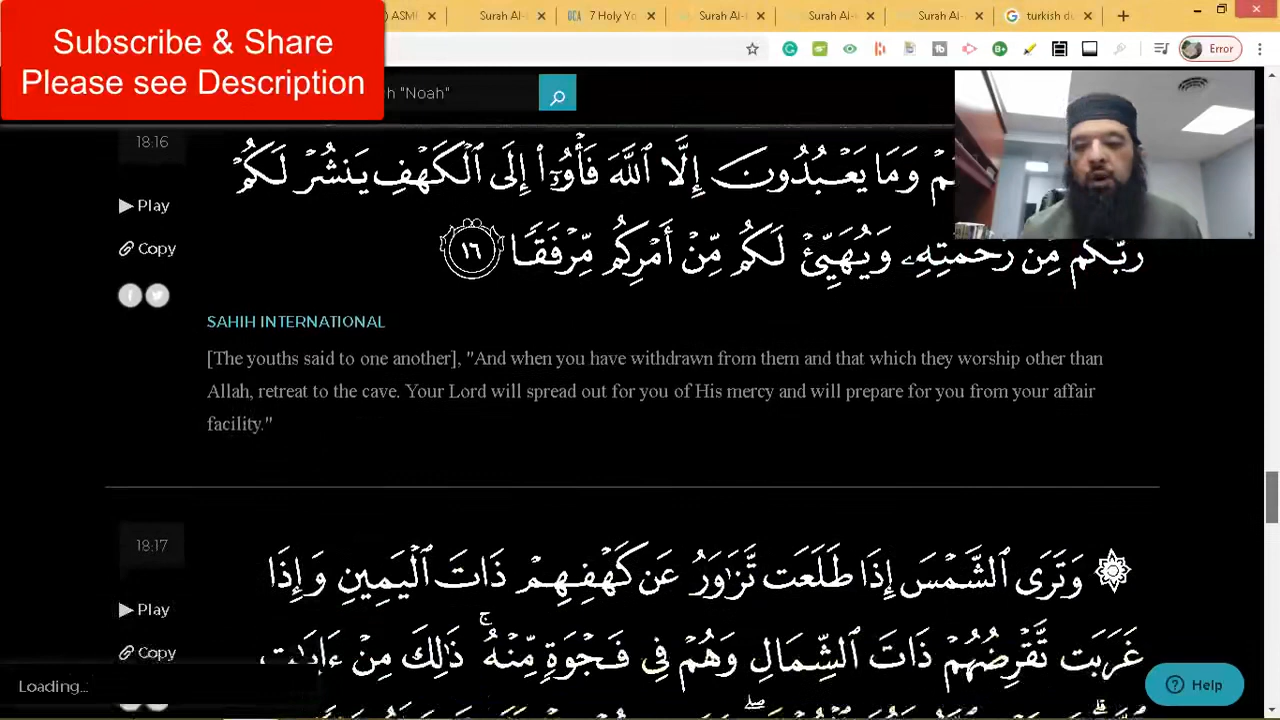 Subscribe & Share
Please see Description
) ASM
Surah Al-
7 Holy Yo
Surah Al-
Surah Al-
Surah Al-
turkish du
Error
h "Noah"
18:16
وَمَا يَعْبُدُونَ إِلَّا ٱللَّهَ فَأْوُۥٓا۟ إِلَى ٱلْكَهْفِ يَنشُرْ لَكُمْ
رَبُّكُم مِّن رَّحْمَتِهِۦ وَيُهَيِّئْ لَكُم مِّنْ أَمْرِكُم مِّرْفَقًا ١٦
Play
Copy
SAHIH INTERNATIONAL
[The youths said to one another], "And when you have withdrawn from them and that which they worship other than
Allah, retreat to the cave. Your Lord will spread out for you of His mercy and will prepare for you from your affair
facility."
18:17
۞ وَتَرَى ٱلشَّمْسَ إِذَا طَلَعَت تَّزَٰوَرُ عَن كَهْفِهِمْ ذَاتَ ٱلْيَمِينِ وَإِذَا
غَرَبَت تَّقْرِضُهُمْ ذَاتَ ٱلشِّمَالِ وَهُمْ فِى فَجْوَةٍ مِّنْهُ ۚ ذَٰلِكَ مِنْ ءَايَٰتِ
Play
Copy
Loading...
Help